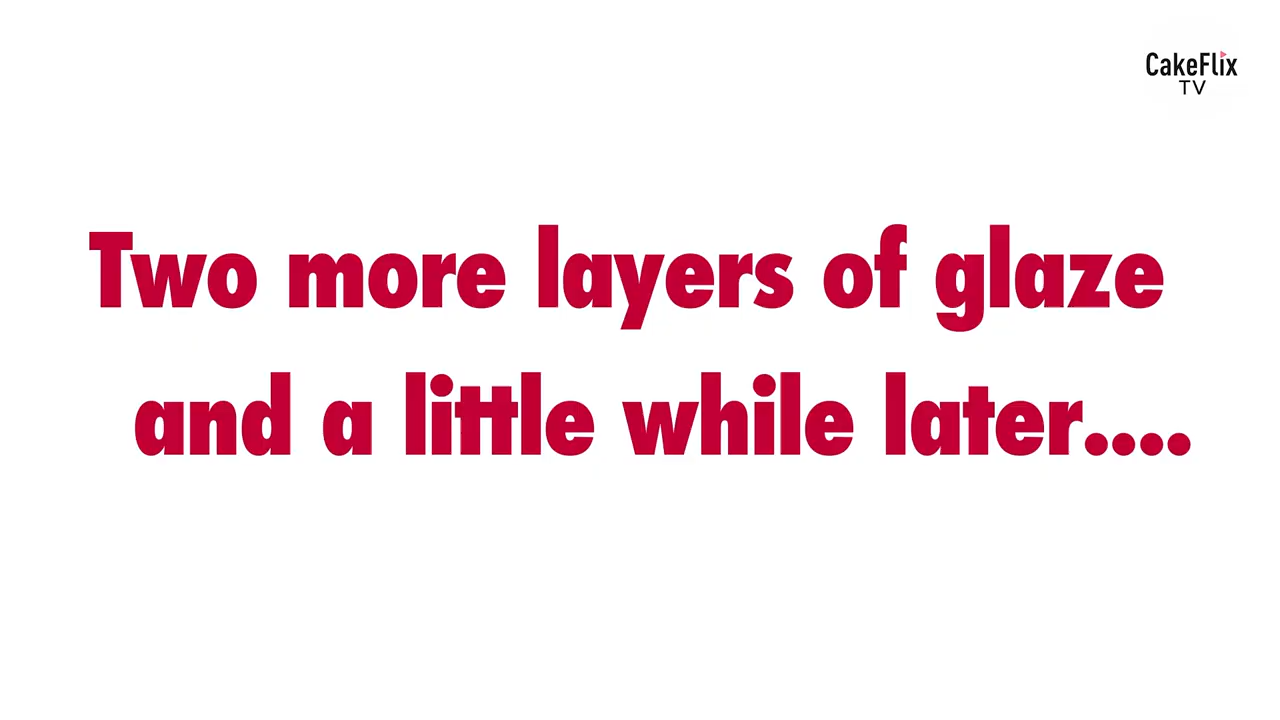 CakeFlix
TV
Two more layers of glaze
and a little while later....